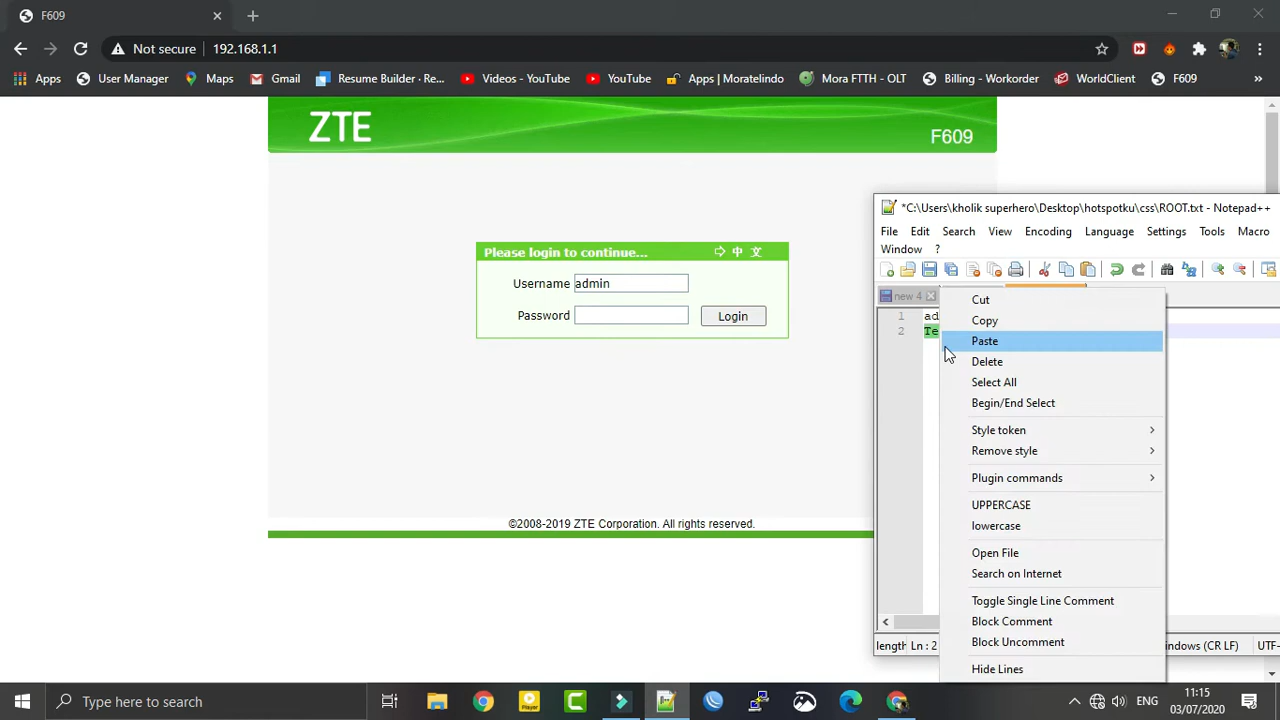 F609
Not secure 192.168.1.1
Apps User Manager Maps Gmail Resume Builder · Re... Videos - YouTube YouTube Apps | Moratelindo Mora FTTH - OLT Billing - Workorder WorldClient F609 »
ZTE F609
*C:\Users\kholik superhero\Desktop\hotspotku\css\ROOT.txt - Notepad++
File Edit Search View Encoding Language Settings Tools Macro
Window ?
Please login to continue... 中 文
Username admin
Password Login
new 4
1 ad
2 Te
Cut
Copy
Paste
Delete
Select All
Begin/End Select
Style token
Remove style
Plugin commands
UPPERCASE
lowercase
Open File
Search on Internet
Toggle Single Line Comment
Block Comment
Block Uncomment
Hide Lines
©2008-2019 ZTE Corporation. All rights reserved.
length Ln : 2 indows (CR LF) UTF-
Type here to search
Player
ENG
11:15
03/07/2020